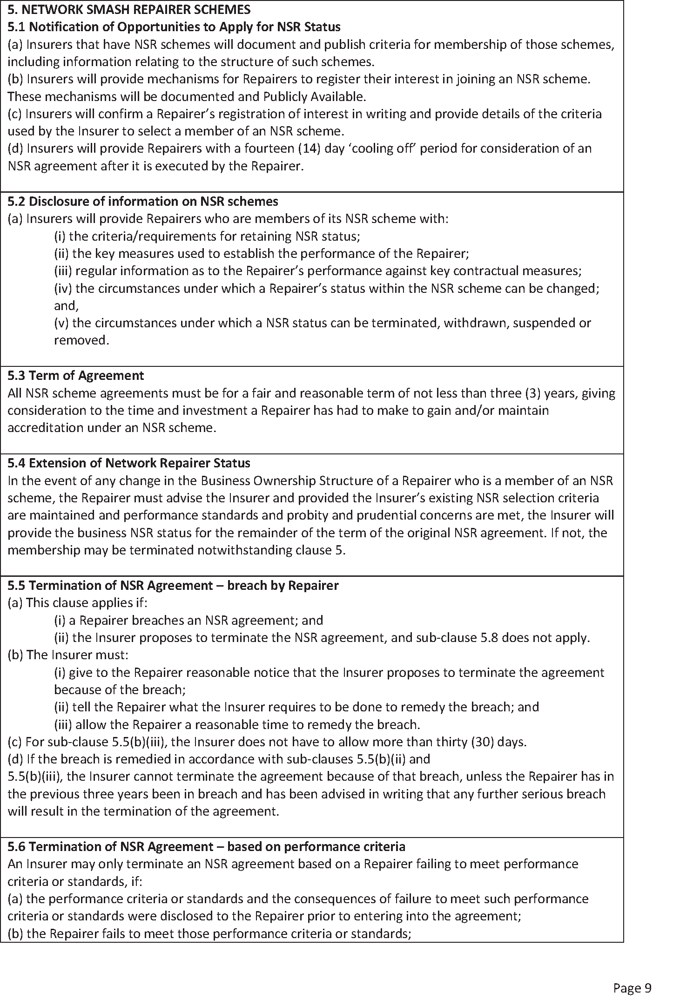 5. NETWORK SMASH REPAIRER SCHEMES
5.1 Notification of Opportunities to Apply for NSR Status
(a) Insurers that have NSR schemes will document and publish criteria for membership of those schemes,
including information relating to the structure of such schemes.
(b) Insurers will provide mechanisms for Repairers to register their interest in joining an NSR scheme.
These mechanisms will be documented and Publicly Available.
(c) Insurers will confirm a Repairer’s registration of interest in writing and provide details of the criteria
used by the Insurer to select a member of an NSR scheme.
(d) Insurers will provide Repairers with a fourteen (14) day ‘cooling off’ period for consideration of an
NSR agreement after it is executed by the Repairer.
5.2 Disclosure of information on NSR schemes
(a) Insurers will provide Repairers who are members of its NSR scheme with:
(i) the criteria/requirements for retaining NSR status;
(ii) the key measures used to establish the performance of the Repairer;
(iii) regular information as to the Repairer’s performance against key contractual measures;
(iv) the circumstances under which a Repairer’s status within the NSR scheme can be changed;
and,
(v) the circumstances under which a NSR status can be terminated, withdrawn, suspended or
removed.
5.3 Term of Agreement
All NSR scheme agreements must be for a fair and reasonable term of not less than three (3) years, giving
consideration to the time and investment a Repairer has had to make to gain and/or maintain
accreditation under an NSR scheme.
5.4 Extension of Network Repairer Status
In the event of any change in the Business Ownership Structure of a Repairer who is a member of an NSR
scheme, the Repairer must advise the Insurer and provided the Insurer’s existing NSR selection criteria
are maintained and performance standards and probity and prudential concerns are met, the Insurer will
provide the business NSR status for the remainder of the term of the original NSR agreement. If not, the
membership may be terminated notwithstanding clause 5.
5.5 Termination of NSR Agreement – breach by Repairer
(a) This clause applies if:
(i) a Repairer breaches an NSR agreement; and
(ii) the Insurer proposes to terminate the NSR agreement, and sub-clause 5.8 does not apply.
(b) The Insurer must:
(i) give to the Repairer reasonable notice that the Insurer proposes to terminate the agreement
because of the breach;
(ii) tell the Repairer what the Insurer requires to be done to remedy the breach; and
(iii) allow the Repairer a reasonable time to remedy the breach.
(c) For sub-clause 5.5(b)(iii), the Insurer does not have to allow more than thirty (30) days.
(d) If the breach is remedied in accordance with sub-clauses 5.5(b)(ii) and
5.5(b)(iii), the Insurer cannot terminate the agreement because of that breach, unless the Repairer has in
the previous three years been in breach and has been advised in writing that any further serious breach
will result in the termination of the agreement.
5.6 Termination of NSR Agreement – based on performance criteria
An Insurer may only terminate an NSR agreement based on a Repairer failing to meet performance
criteria or standards, if:
(a) the performance criteria or standards and the consequences of failure to meet such performance
criteria or standards were disclosed to the Repairer prior to entering into the agreement;
(b) the Repairer fails to meet those performance criteria or standards;
Page 9